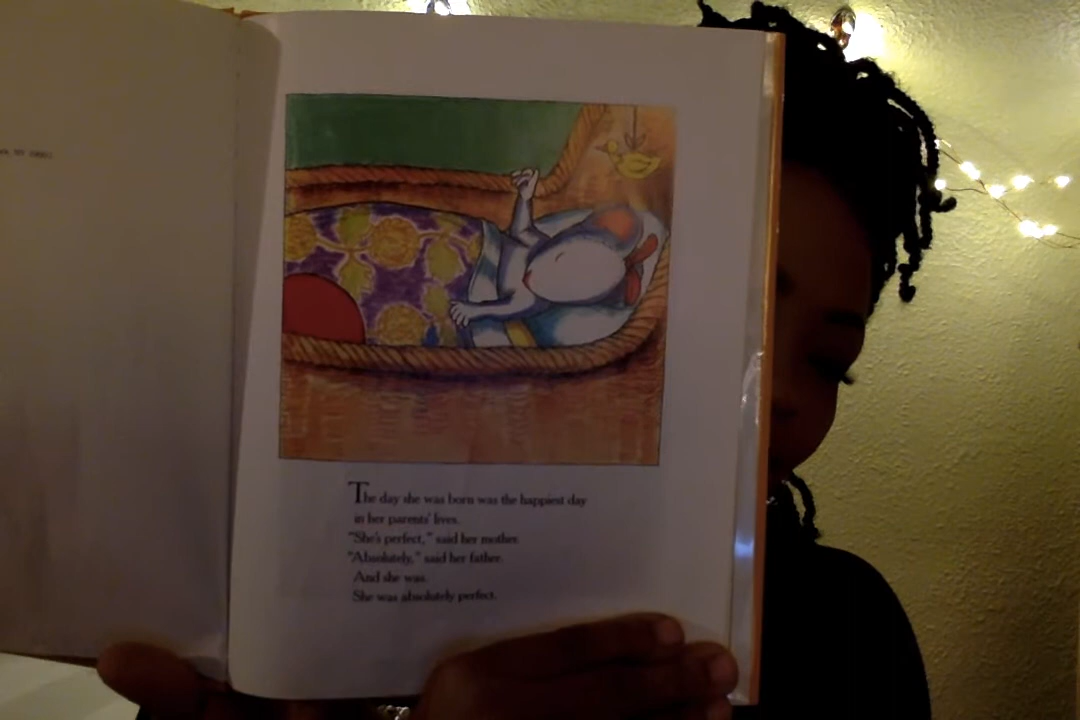 The day she was born was the happiest day
in her parents' lives.
"She's perfect," said her mother.
"Absolutely," said her father.
And she was.
She was absolutely perfect.